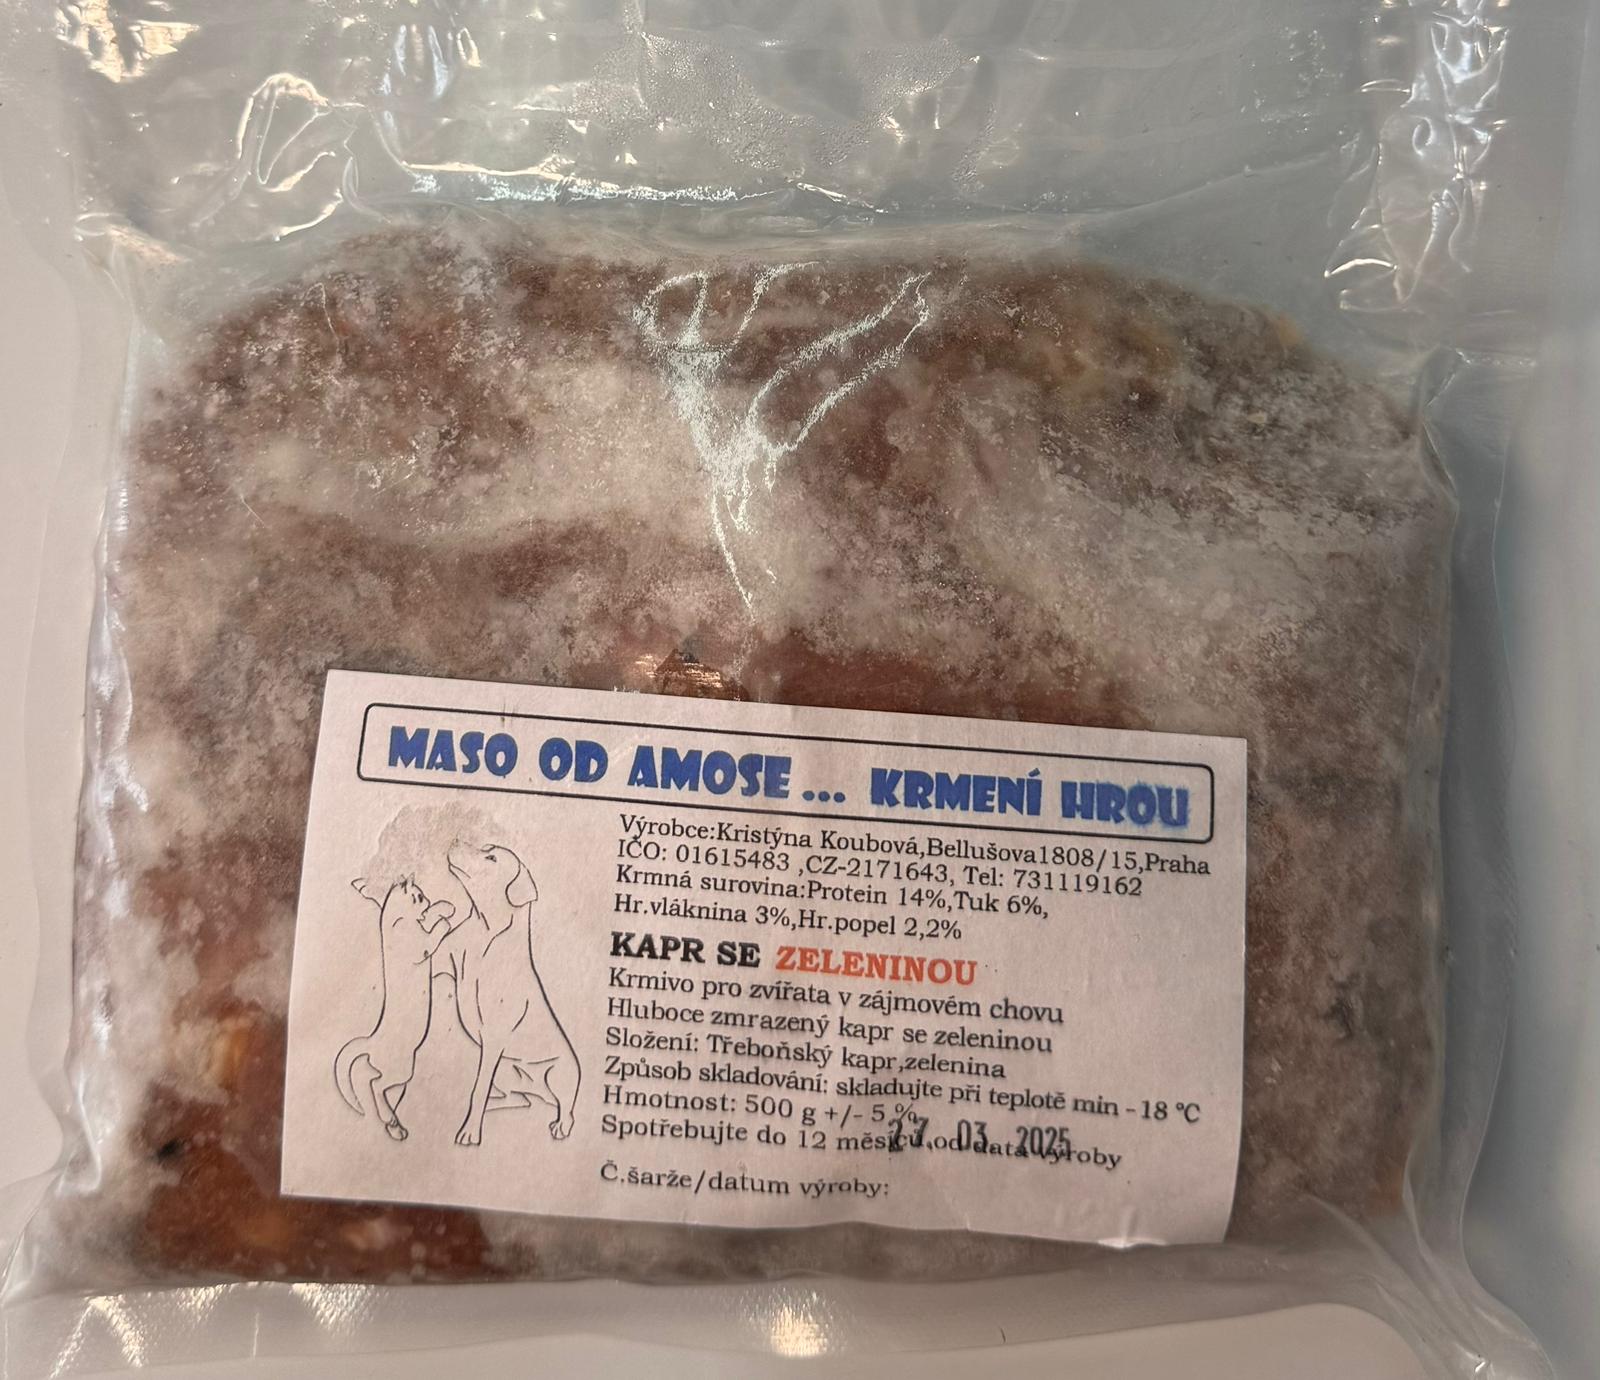 MASO OD AMOSE... KRMENÍ HROU
Výrobce:Kristýna Koubová,Bellušova1808/15,Praha
IČO: 01615483 ,CZ-2171643, Tel: 731119162
Krmná surovina:Protein 14%,Tuk 6%,
Hr.vláknina 3%,Hr.popel 2,2%
KAPR SE ZELENINOU
Krmivo pro zvířata v zájmovém chovu
Hluboce zmrazený kapr se zeleninou
Složení: Třeboňský kapr,zelenina
Způsob skladování: skladujte při teplotě min -18 °C
Hmotnost: 500 g +/- 5 %
27. 03. 2025
Spotřebujte do 12 měsíců od data výroby
Č.šarže/datum výroby: